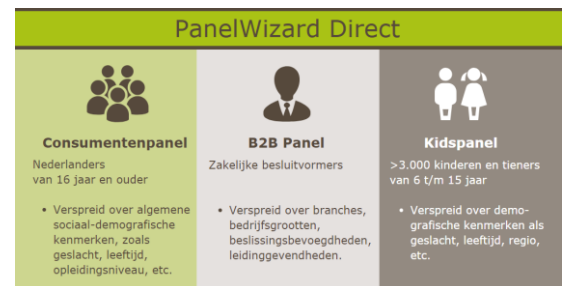 PanelWizard Direct
Consumentenpanel
Nederlanders
van 16 jaar en ouder
• Verspreid over algemene
sociaal-demografische
kenmerken, zoals
geslacht, leeftijd,
opleidingsniveau, etc.
B2B Panel
Zakelijke besluitvormers
• Verspreid over branches,
bedrijfsgrootten,
beslissingsbevoegdheden,
leidinggevendheden.
Kidspanel
>3.000 kinderen en tieners
van 6 t/m 15 jaar
• Verspreid over demo-
grafische kenmerken als
geslacht, leeftijd, regio,
etc.